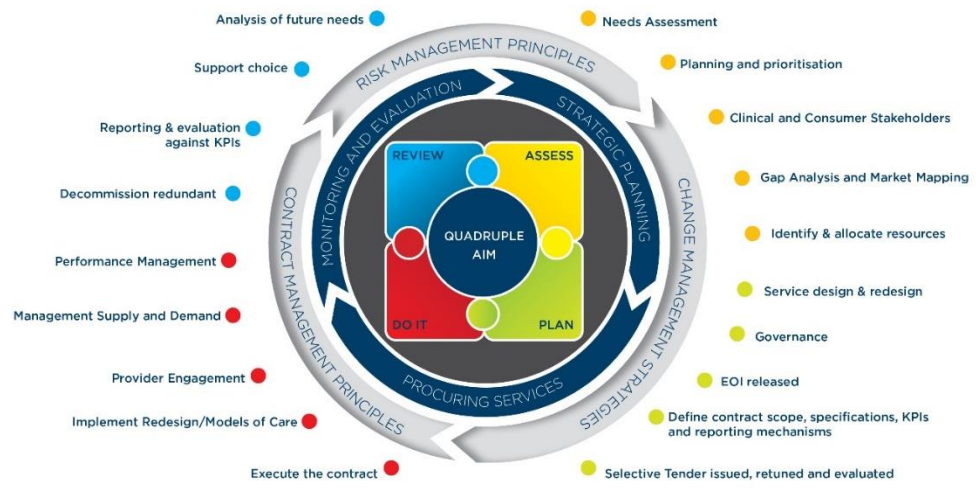 Analysis of future needs
Support choice
Reporting & evaluation
against KPIs
Decommission redundant
Performance Management
Management Supply and Demand
Provider Engagement
Implement Redesign/Models of Care
Execute the contract
RISK MANAGEMENT PRINCIPLES
CHANGE MANAGEMENT STRATEGIES
CONTRACT MANAGEMENT PRINCIPLES
MONITORING AND EVALUATION
STRATEGIC PLANNING
PROCURING SERVICES
REVIEW
ASSESS
QUADRUPLE
AIM
DO IT
PLAN
Needs Assessment
Planning and prioritisation
Clinical and Consumer Stakeholders
Gap Analysis and Market Mapping
Identify & allocate resources
Service design & redesign
Governance
EOI released
Define contract scope, specifications, KPIs
and reporting mechanisms
Selective Tender issued, retuned and evaluated